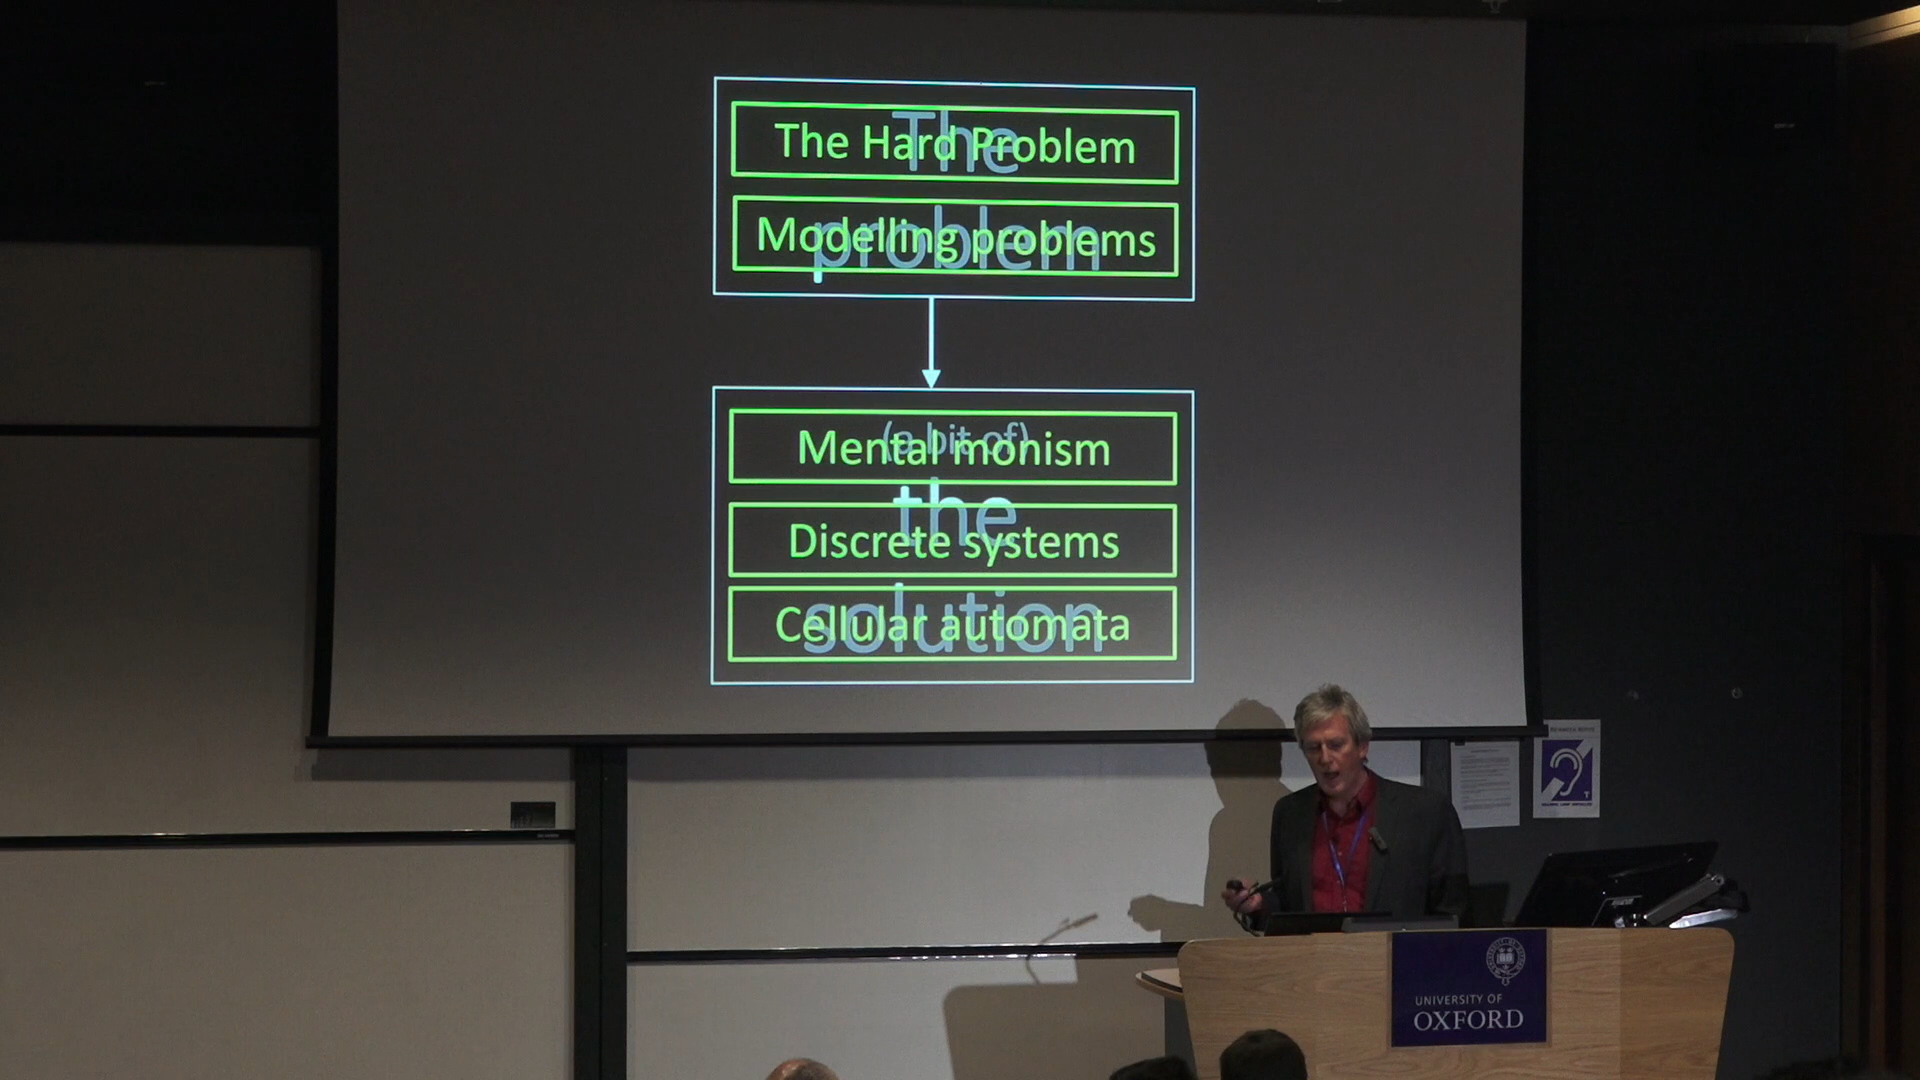 The
The Hard Problem
problem
Modelling problems
(a bit of)
Mental monism
the
Discrete systems
solution
Cellular automata
UNIVERSITY OF
OXFORD